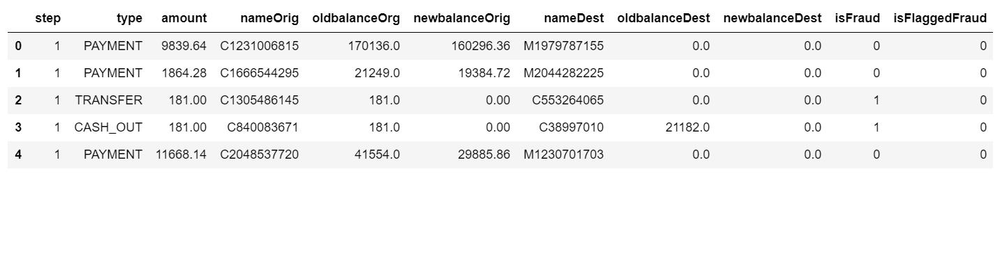 step type amount nameOrig oldbalanceOrg newbalanceOrig nameDest oldbalanceDest newbalanceDest isFraud isFlaggedFraud
0 1 PAYMENT 9839.64 C1231006815 170136.0 160296.36 M1979787155 0.0 0.0 0 0
1 1 PAYMENT 1864.28 C1666544295 21249.0 19384.72 M2044282225 0.0 0.0 0 0
2 1 TRANSFER 181.00 C1305486145 181.0 0.00 C553264065 0.0 0.0 1 0
3 1 CASH_OUT 181.00 C840083671 181.0 0.00 C38997010 21182.0 0.0 1 0
4 1 PAYMENT 11668.14 C2048537720 41554.0 29885.86 M1230701703 0.0 0.0 0 0